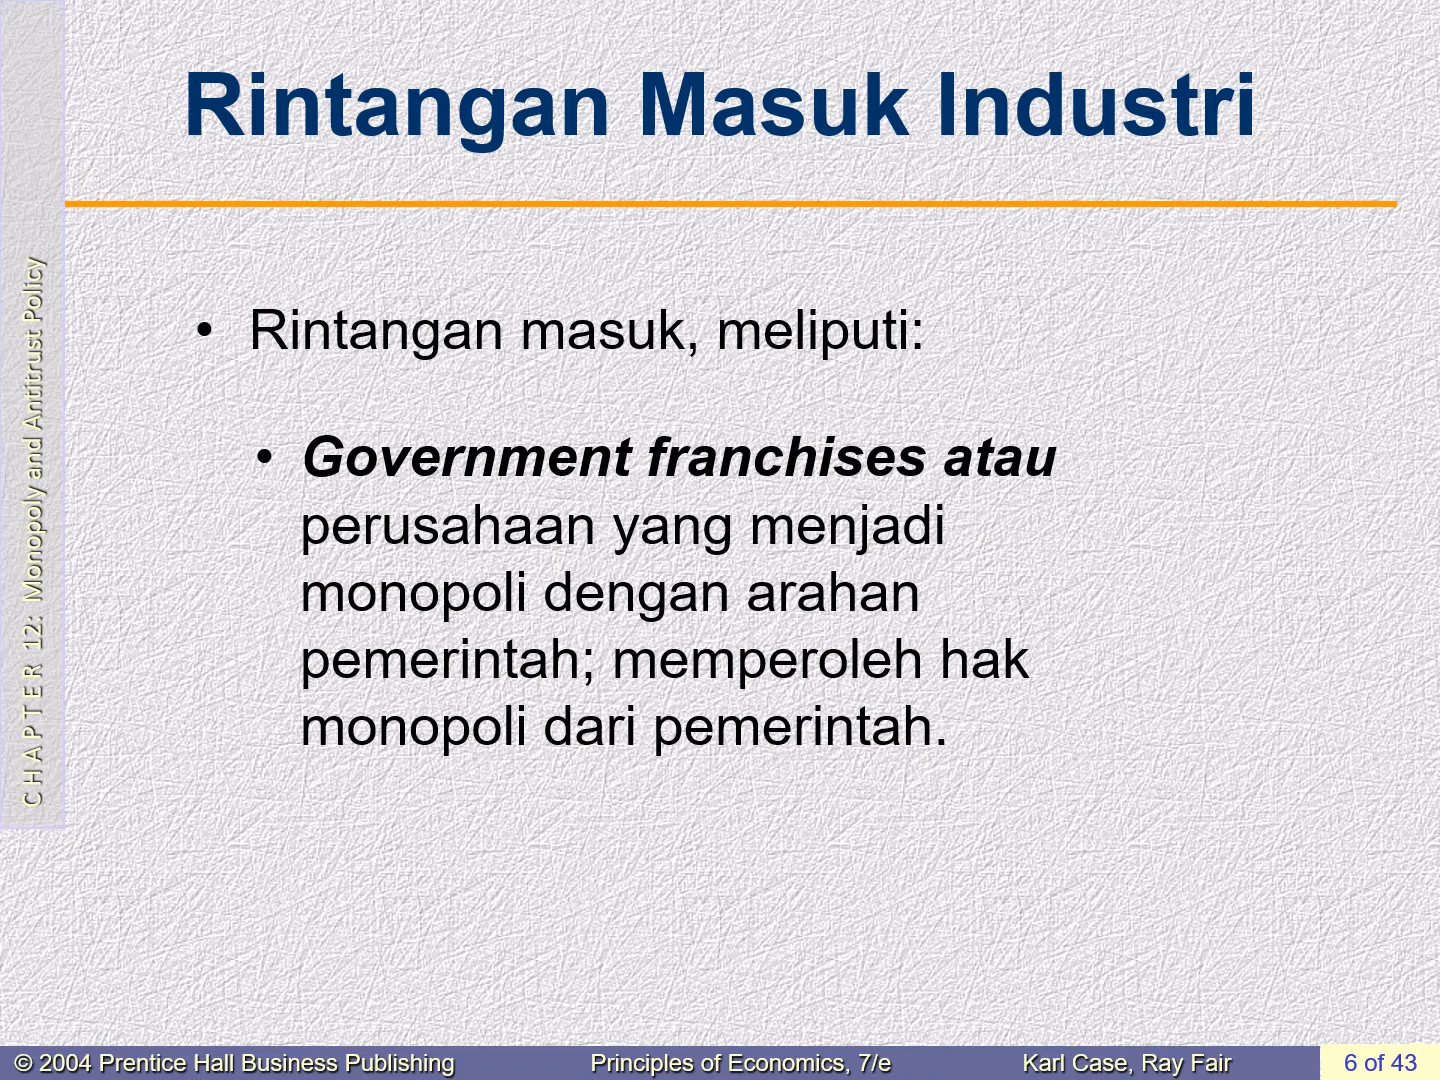 Rintangan Masuk Industri
CHAPTER 12: Monopoly and Antitrust Policy
• Rintangan masuk, meliputi:
• Government franchises atau
perusahaan yang menjadi
monopoli dengan arahan
pemerintah; memperoleh hak
monopoli dari pemerintah.
© 2004 Prentice Hall Business Publishing Principles of Economics, 7/e Karl Case, Ray Fair 6 of 43